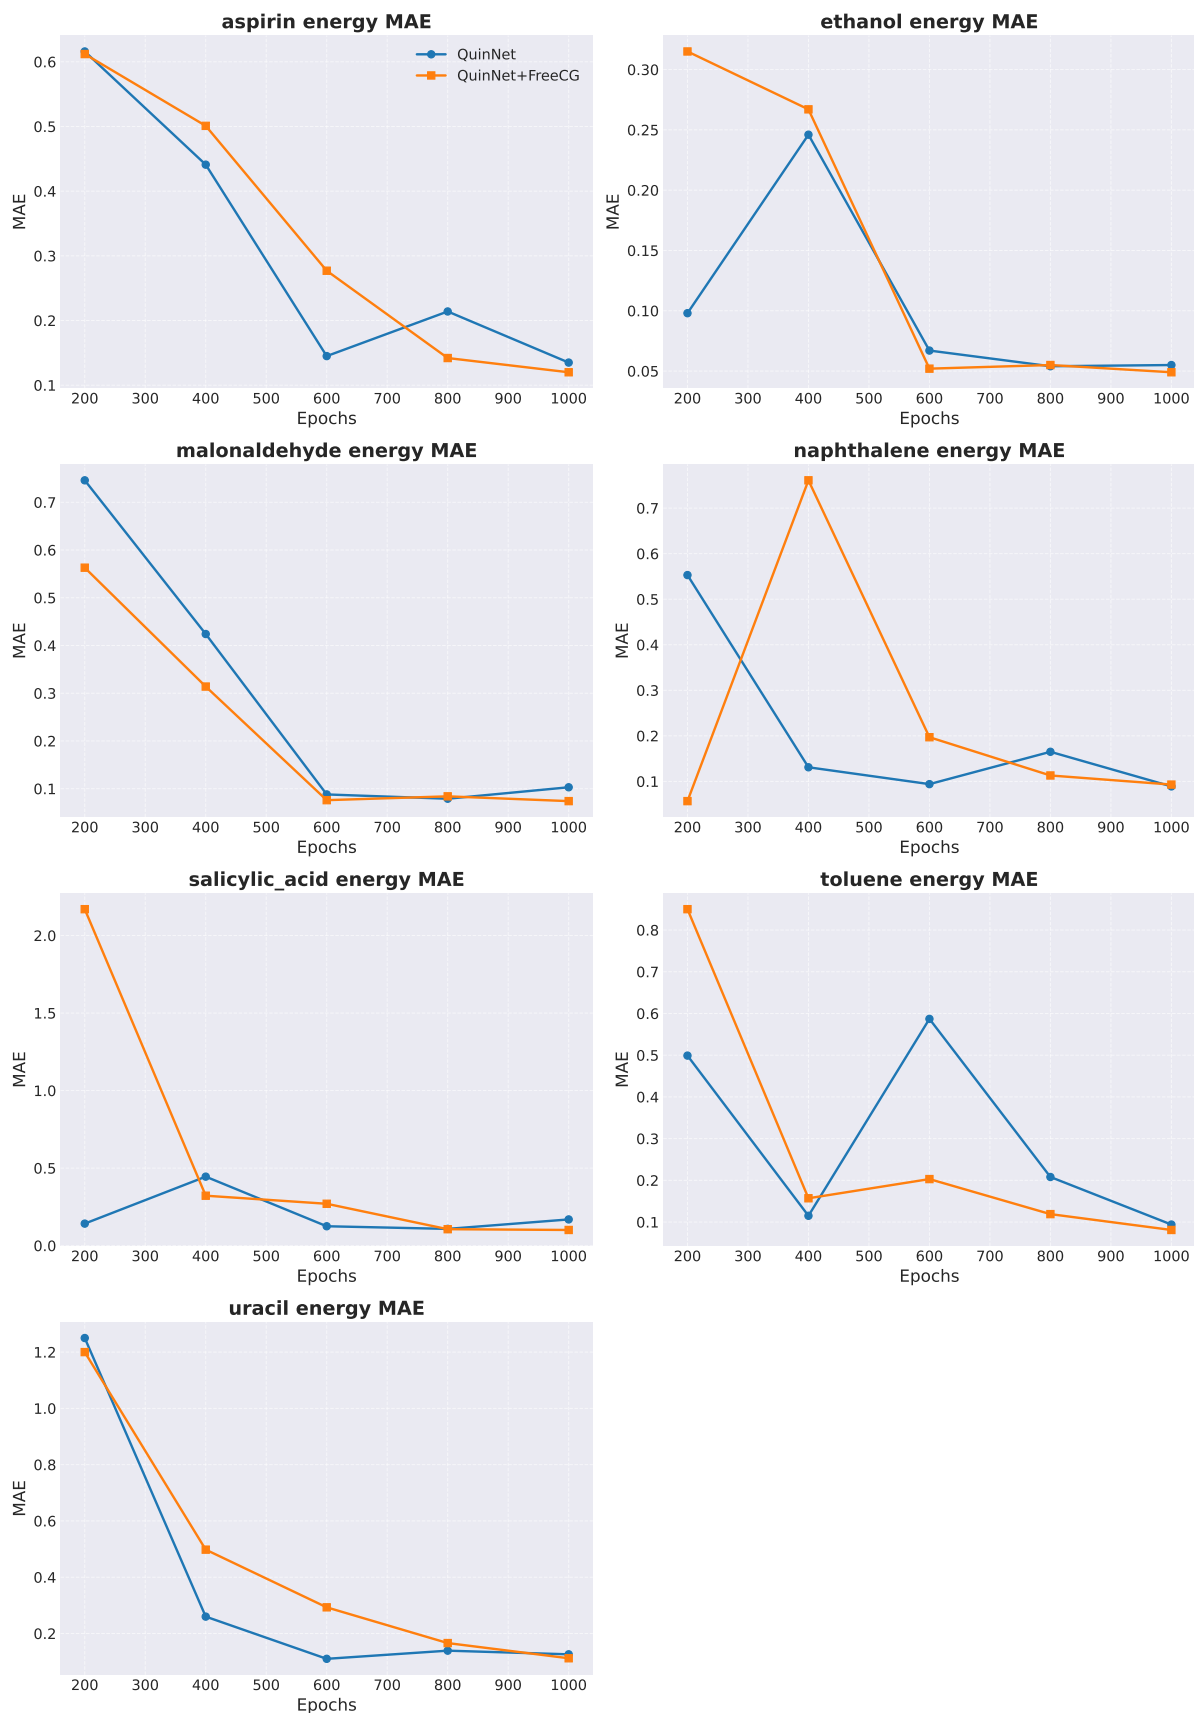 aspirin energy MAE
QuinNet
QuinNet+FreeCG
0.6
0.5
0.4
0.3
0.2
0.1
MAE
200 300 400 500 600 700 800 900 1000
Epochs
ethanol energy MAE
0.30
0.25
0.20
0.15
0.10
0.05
MAE
200 300 400 500 600 700 800 900 1000
Epochs
malonaldehyde energy MAE
0.7
0.6
0.5
0.4
0.3
0.2
0.1
MAE
200 300 400 500 600 700 800 900 1000
Epochs
naphthalene energy MAE
0.7
0.6
0.5
0.4
0.3
0.2
0.1
MAE
200 300 400 500 600 700 800 900 1000
Epochs
salicylic_acid energy MAE
2.0
1.5
1.0
0.5
0.0
MAE
200 300 400 500 600 700 800 900 1000
Epochs
toluene energy MAE
0.8
0.7
0.6
0.5
0.4
0.3
0.2
0.1
MAE
200 300 400 500 600 700 800 900 1000
Epochs
uracil energy MAE
1.2
1.0
0.8
0.6
0.4
0.2
MAE
200 300 400 500 600 700 800 900 1000
Epochs